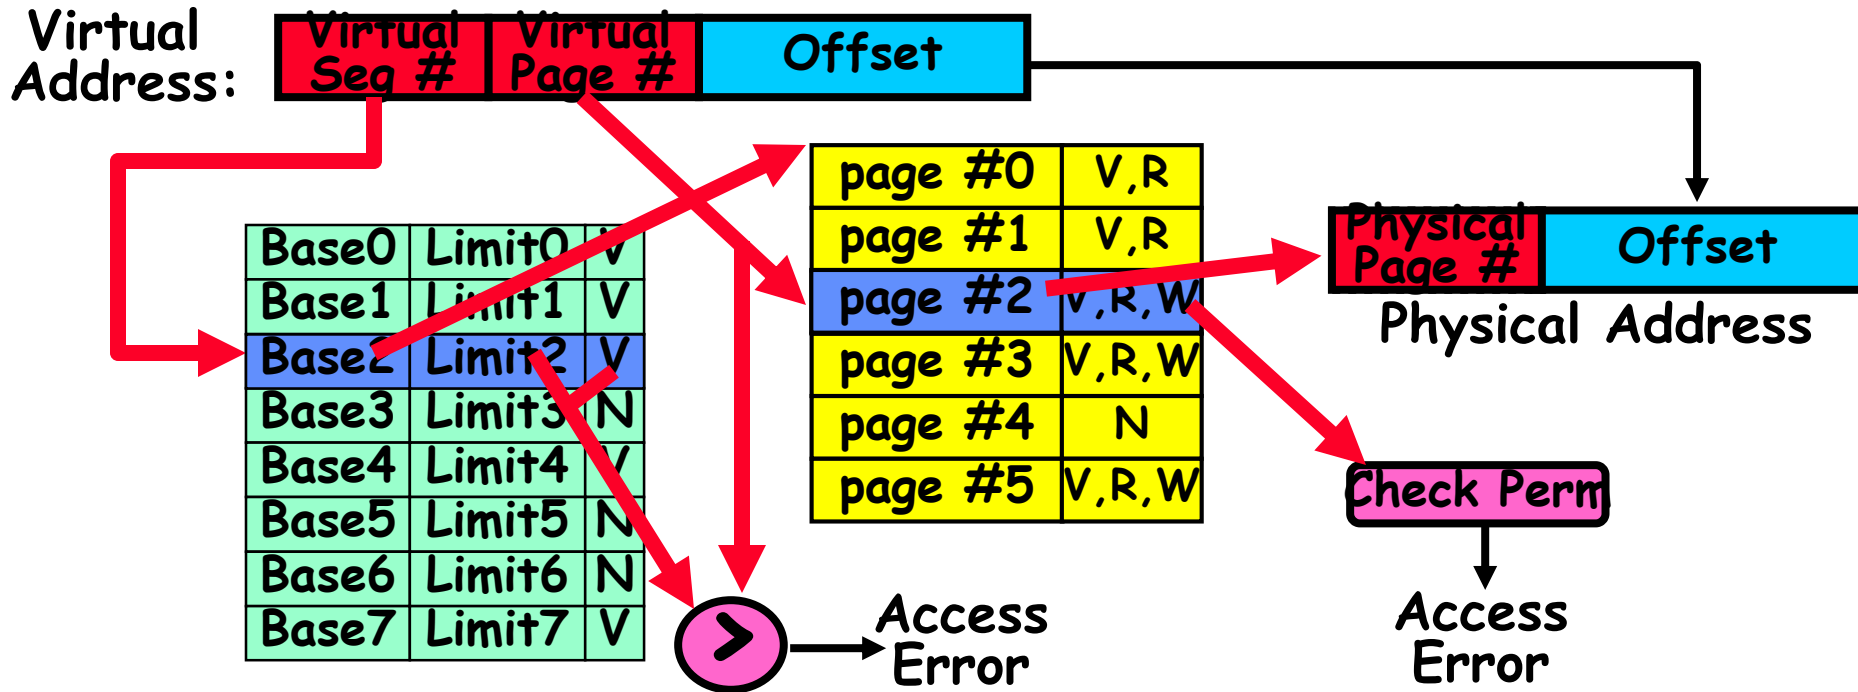 Virtual
Address:
Virtual
Seg #
Virtual
Page #
Offset
page #0 V,R
page #1 V,R
page #2 V,R,W
page #3 V,R,W
page #4 N
page #5 V,R,W
Base0 Limit0 V
Base1 Limit1 V
Base2 Limit2 V
Base3 Limit3 N
Base4 Limit4 V
Base5 Limit5 N
Base6 Limit6 N
Base7 Limit7 V
>
Access
Error
Physical
Page #
Offset
Physical Address
Check Perm
Access
Error